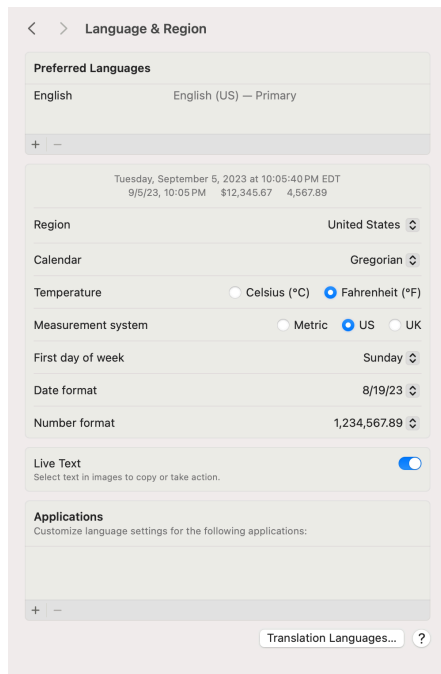 Language & Region
Preferred Languages
English English (US) — Primary
+ −
Tuesday, September 5, 2023 at 10:05:40 PM EDT
9/5/23, 10:05 PM $12,345.67 4,567.89
Region United States
Calendar Gregorian
Temperature Celsius (°C) Fahrenheit (°F)
Measurement system Metric US UK
First day of week Sunday
Date format 8/19/23
Number format 1,234,567.89
Live Text
Select text in images to copy or take action.
Applications
Customize language settings for the following applications:
+ −
Translation Languages... ?